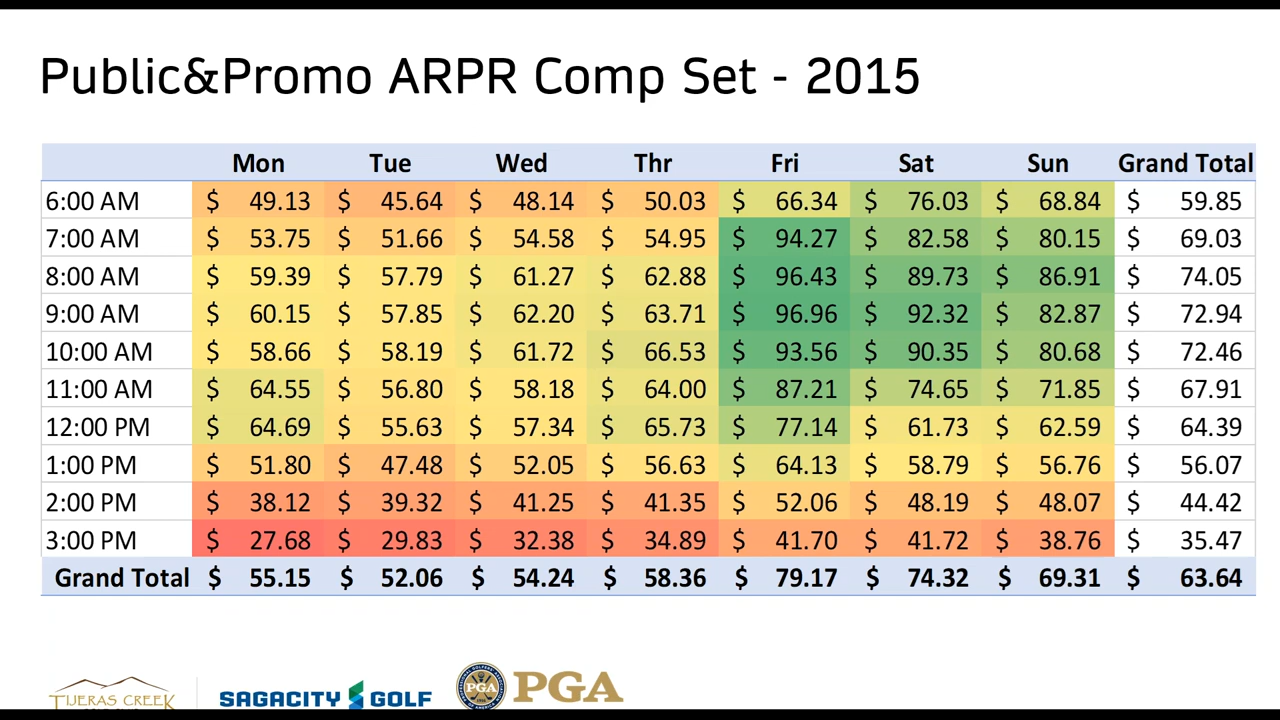 Public&Promo ARPR Comp Set - 2015
Mon Tue Wed Thr Fri Sat Sun Grand Total
6:00 AM $ 49.13 $ 45.64 $ 48.14 $ 50.03 $ 66.34 $ 76.03 $ 68.84 $ 59.85
7:00 AM $ 53.75 $ 51.66 $ 54.58 $ 54.95 $ 94.27 $ 82.58 $ 80.15 $ 69.03
8:00 AM $ 59.39 $ 57.79 $ 61.27 $ 62.88 $ 96.43 $ 89.73 $ 86.91 $ 74.05
9:00 AM $ 60.15 $ 57.85 $ 62.20 $ 63.71 $ 96.96 $ 92.32 $ 82.87 $ 72.94
10:00 AM $ 58.66 $ 58.19 $ 61.72 $ 66.53 $ 93.56 $ 90.35 $ 80.68 $ 72.46
11:00 AM $ 64.55 $ 56.80 $ 58.18 $ 64.00 $ 87.21 $ 74.65 $ 71.85 $ 67.91
12:00 PM $ 64.69 $ 55.63 $ 57.34 $ 65.73 $ 77.14 $ 61.73 $ 62.59 $ 64.39
1:00 PM $ 51.80 $ 47.48 $ 52.05 $ 56.63 $ 64.13 $ 58.79 $ 56.76 $ 56.07
2:00 PM $ 38.12 $ 39.32 $ 41.25 $ 41.35 $ 52.06 $ 48.19 $ 48.07 $ 44.42
3:00 PM $ 27.68 $ 29.83 $ 32.38 $ 34.89 $ 41.70 $ 41.72 $ 38.76 $ 35.47
Grand Total $ 55.15 $ 52.06 $ 54.24 $ 58.36 $ 79.17 $ 74.32 $ 69.31 $ 63.64
TIJERAS CREEK SAGACITY GOLF PGA PGA